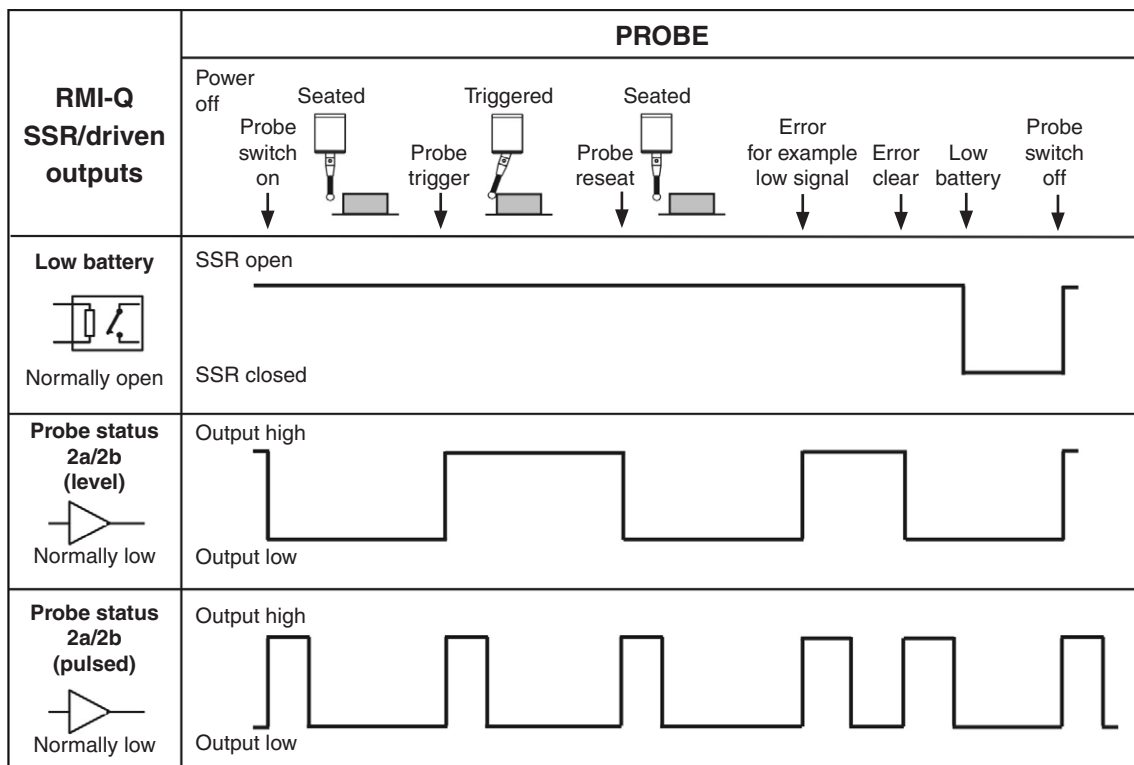 RMI-Q
SSR/driven
outputs
PROBE
Power
off
Probe
switch
on
Seated
Probe
trigger
Triggered
Probe
reseat
Seated
Error
for example
low signal
Error
clear
Low
battery
Probe
switch
off
Low battery
Normally open
SSR open
SSR closed
Probe status
2a/2b
(level)
Normally low
Output high
Output low
Probe status
2a/2b
(pulsed)
Normally low
Output high
Output low